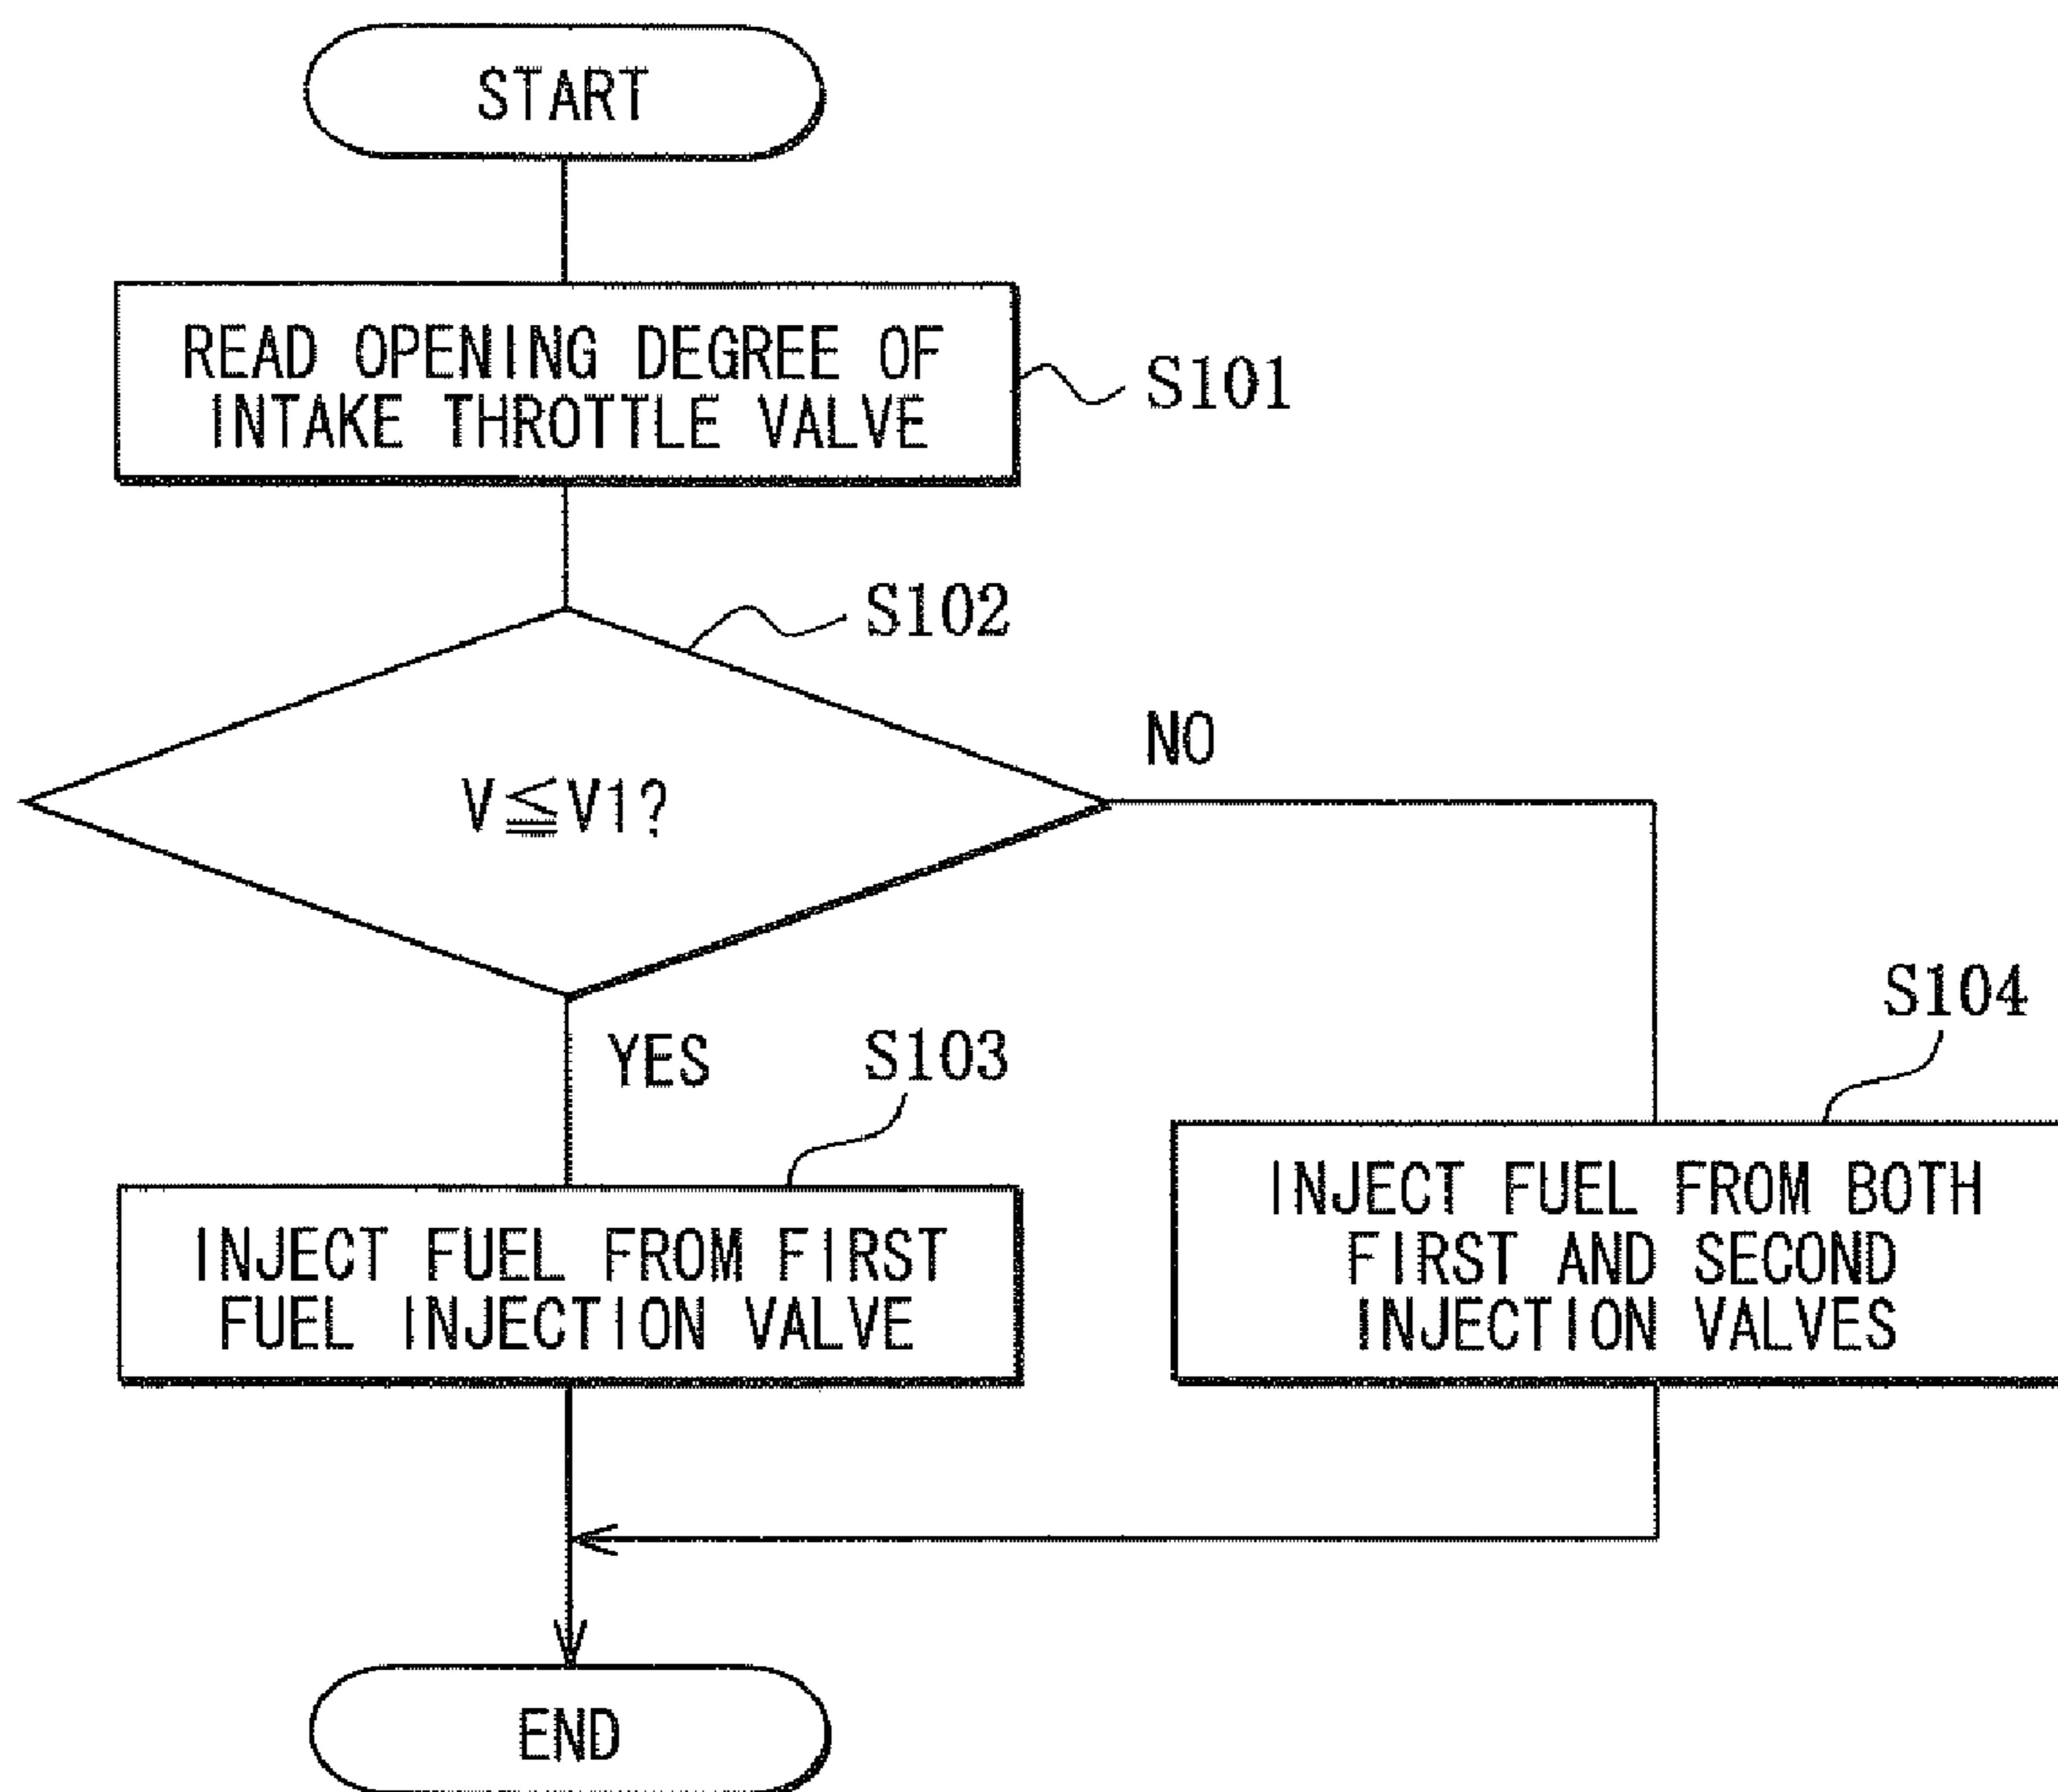 START
READ OPENING DEGREE OF
INTAKE THROTTLE VALVE
S101
S102
V≦V1?
NO
YES
S103
INJECT FUEL FROM FIRST
FUEL INJECTION VALVE
S104
INJECT FUEL FROM BOTH
FIRST AND SECOND
INJECTION VALVES
END